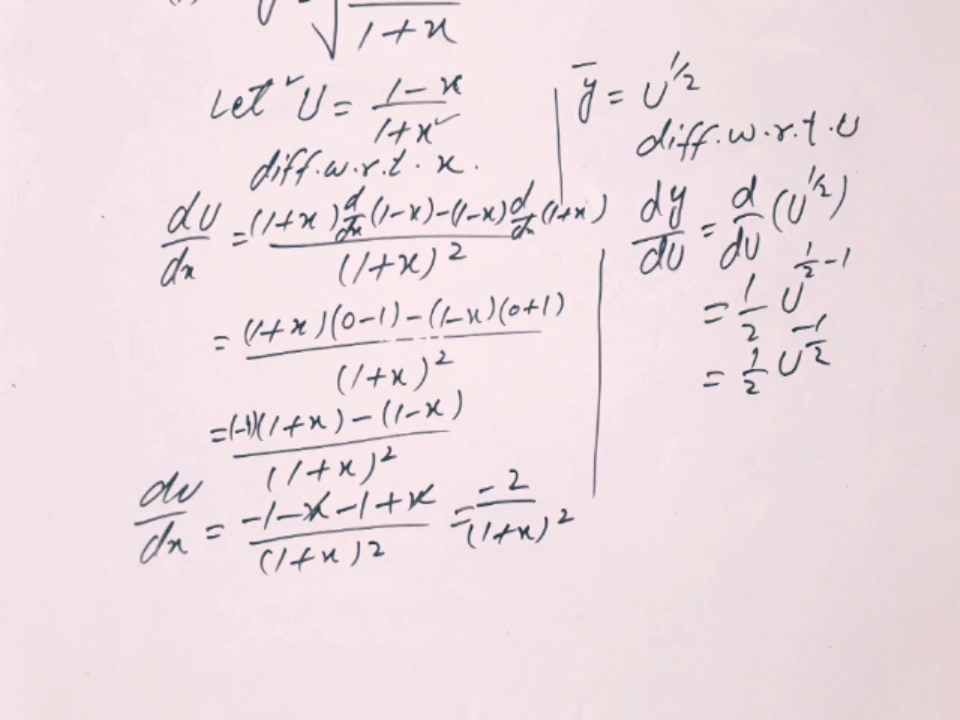 y = √ 1+x
Let U = (1-x)/(1+x)
diff.w.r.t. x.
dU/dx = ((1+x) d/dx (1-x) - (1-x) d/dx (1+x))/(1+x)²
= ((1+x)(0-1) - (1-x)(0+1))/(1+x)²
= ((-1)(1+x) - (1-x))/(1+x)²
du/dx = (-1-x-1+x)/(1+x)² = -2/(1+x)²
y = U^(1/2)
diff.w.r.t. U
dy/dU = d/dU (U^(1/2))
= 1/2 U^(1/2 -1)
= 1/2 U^(-1/2)